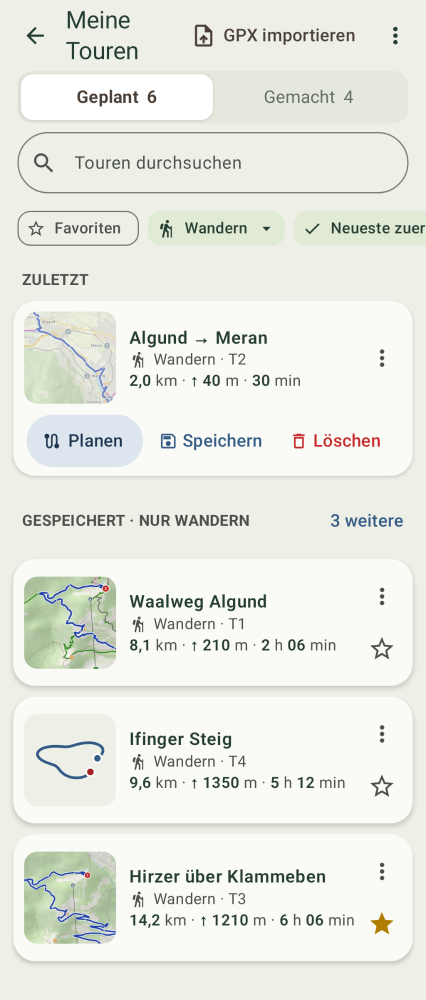 Meine
Touren
GPX importieren
Geplant 6
Gemacht 4
Touren durchsuchen
Favoriten
Wandern
Neueste zuer
ZULETZT
Algund → Meran
Wandern · T2
2,0 km · ↑ 40 m · 30 min
Planen
Speichern
Löschen
GESPEICHERT · NUR WANDERN
3 weitere
Waalweg Algund
Wandern · T1
8,1 km · ↑ 210 m · 2 h 06 min
Ifinger Steig
Wandern · T4
9,6 km · ↑ 1350 m · 5 h 12 min
Hirzer über Klammeben
Wandern · T3
14,2 km · ↑ 1210 m · 6 h 06 min